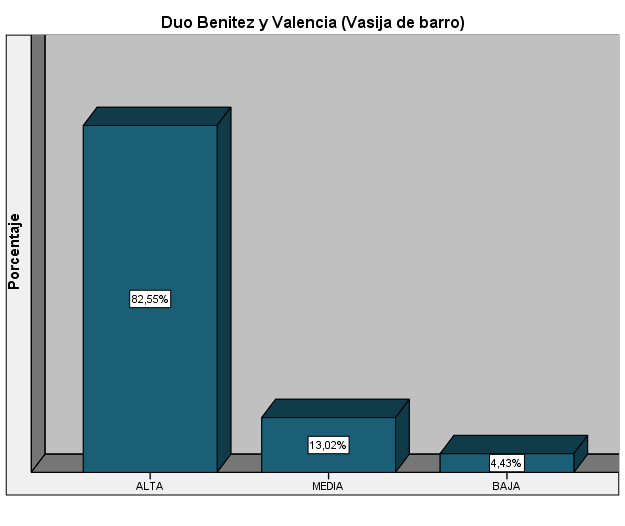 Duo Benitez y Valencia (Vasija de barro)
Porcentaje
82,55%
13,02%
4,43%
ALTA
MEDIA
BAJA